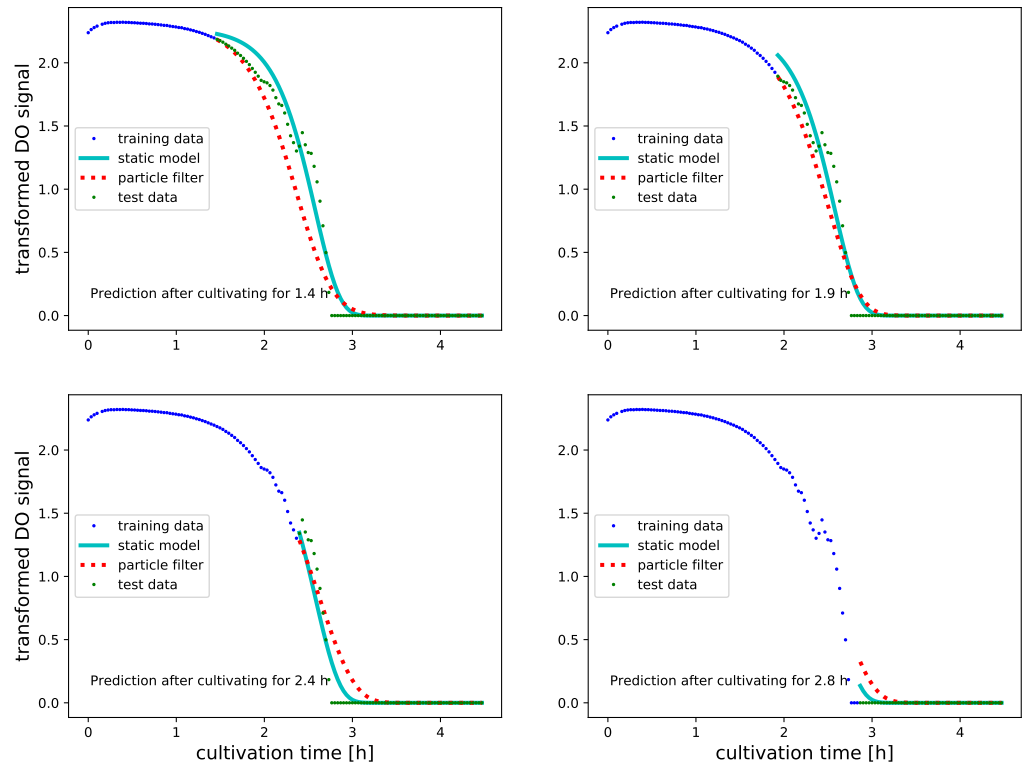 transformed DO signal
2.0
1.5
1.0
0.5
0.0
training data
static model
particle filter
test data
Prediction after cultivating for 1.4 h
0 1 2 3 4
2.0
1.5
1.0
0.5
0.0
training data
static model
particle filter
test data
Prediction after cultivating for 1.9 h
0 1 2 3 4
transformed DO signal
2.0
1.5
1.0
0.5
0.0
training data
static model
particle filter
test data
Prediction after cultivating for 2.4 h
0 1 2 3 4
cultivation time [h]
2.0
1.5
1.0
0.5
0.0
training data
static model
particle filter
test data
Prediction after cultivating for 2.8 h
0 1 2 3 4
cultivation time [h]